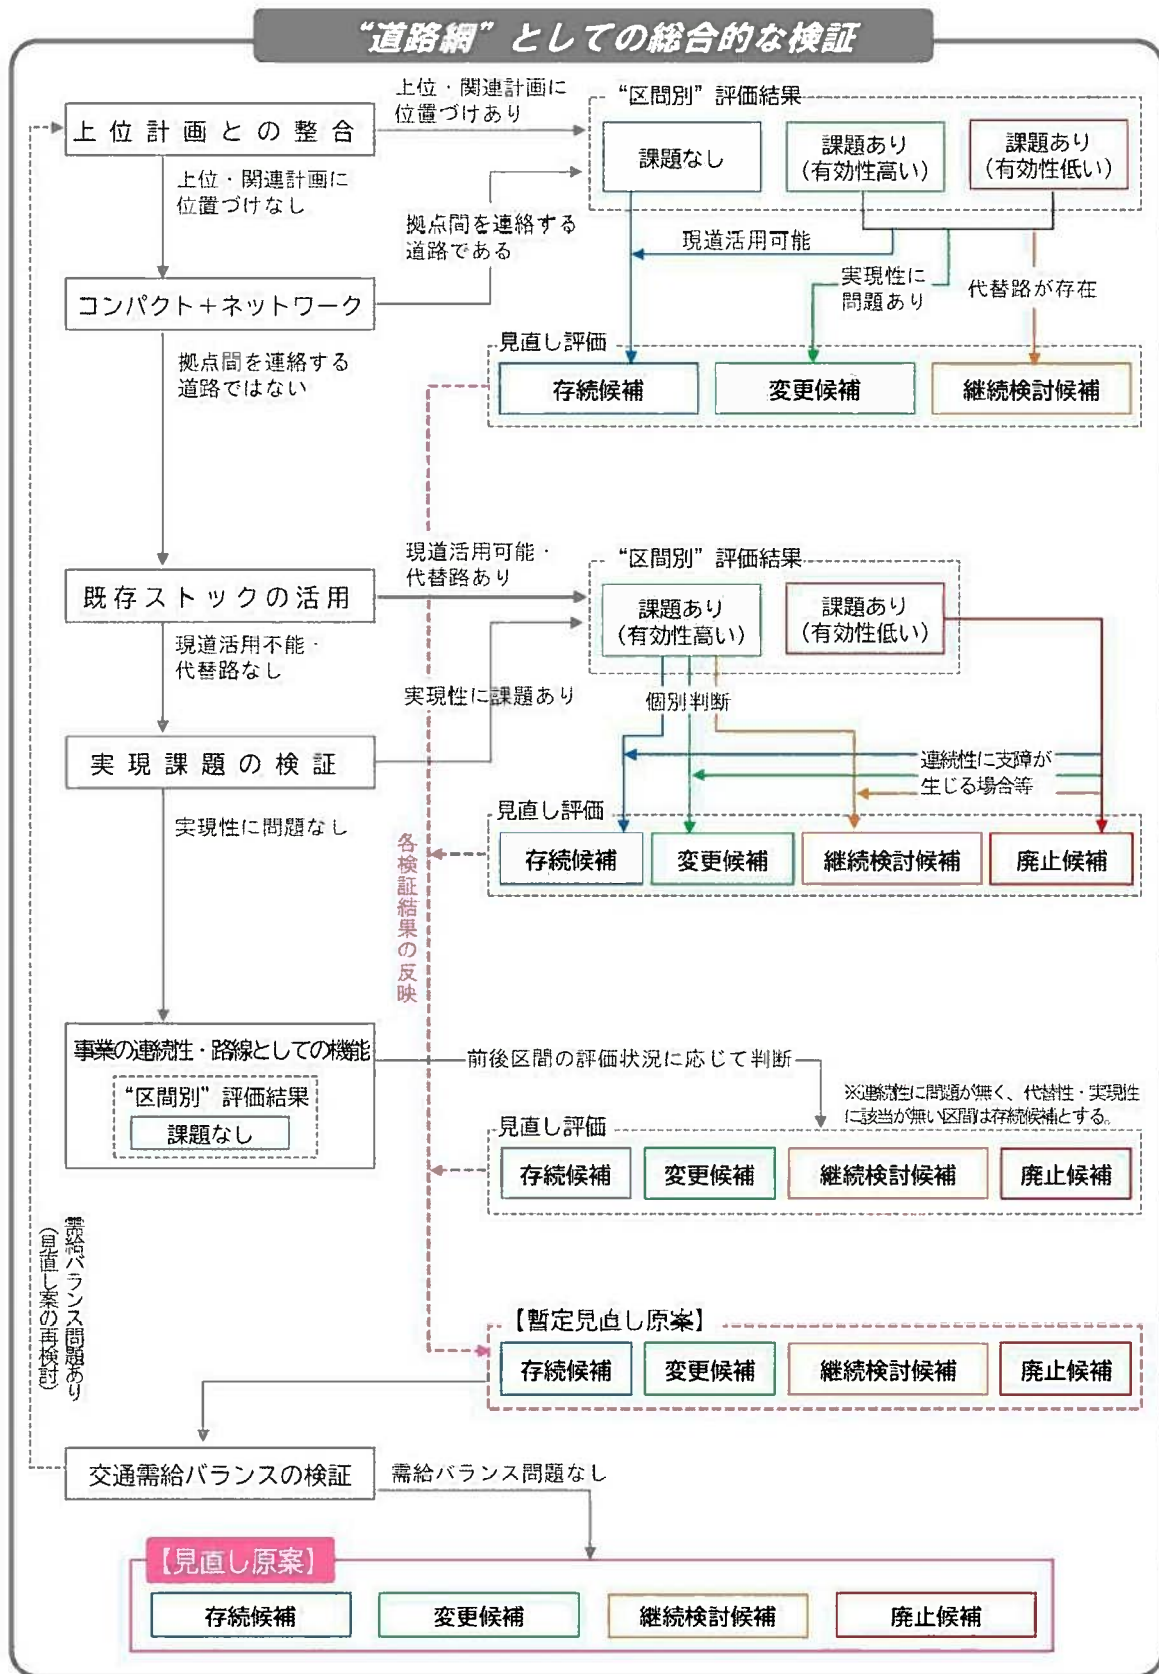 “道路網”としての総合的な検証
上位計画との整合
上位・関連計画に
位置づけあり
“区間別”評価結果
課題なし
課題あり
(有効性高い)
課題あり
(有効性低い)
上位・関連計画に
位置づけなし
拠点間を連絡する
道路である
現道活用可能
実現性に
問題あり
代替路が存在
コンパクト＋ネットワーク
拠点間を連絡する
道路ではない
見直し評価
存続候補
変更候補
継続検討候補
既存ストックの活用
現道活用可能・
代替路あり
“区間別”評価結果
課題あり
(有効性高い)
課題あり
(有効性低い)
現道活用不能・
代替路なし
実現性に課題あり
個別判断
連続性に支障が
生じる場合等
実現課題の検証
実現性に問題なし
見直し評価
存続候補
変更候補
継続検討候補
廃止候補
各検証結果の反映
事業の連続性・路線としての機能
“区間別”評価結果
課題なし
前後区間の評価状況に応じて判断
※連続性に問題が無く、代替性・実現性
に該当が無い区間は存続候補とする。
見直し評価
存続候補
変更候補
継続検討候補
廃止候補
需給バランス問題あり
(見直し案の再検討)
【暫定見直し原案】
存続候補
変更候補
継続検討候補
廃止候補
交通需給バランスの検証
需給バランス問題なし
【見直し原案】
存続候補
変更候補
継続検討候補
廃止候補